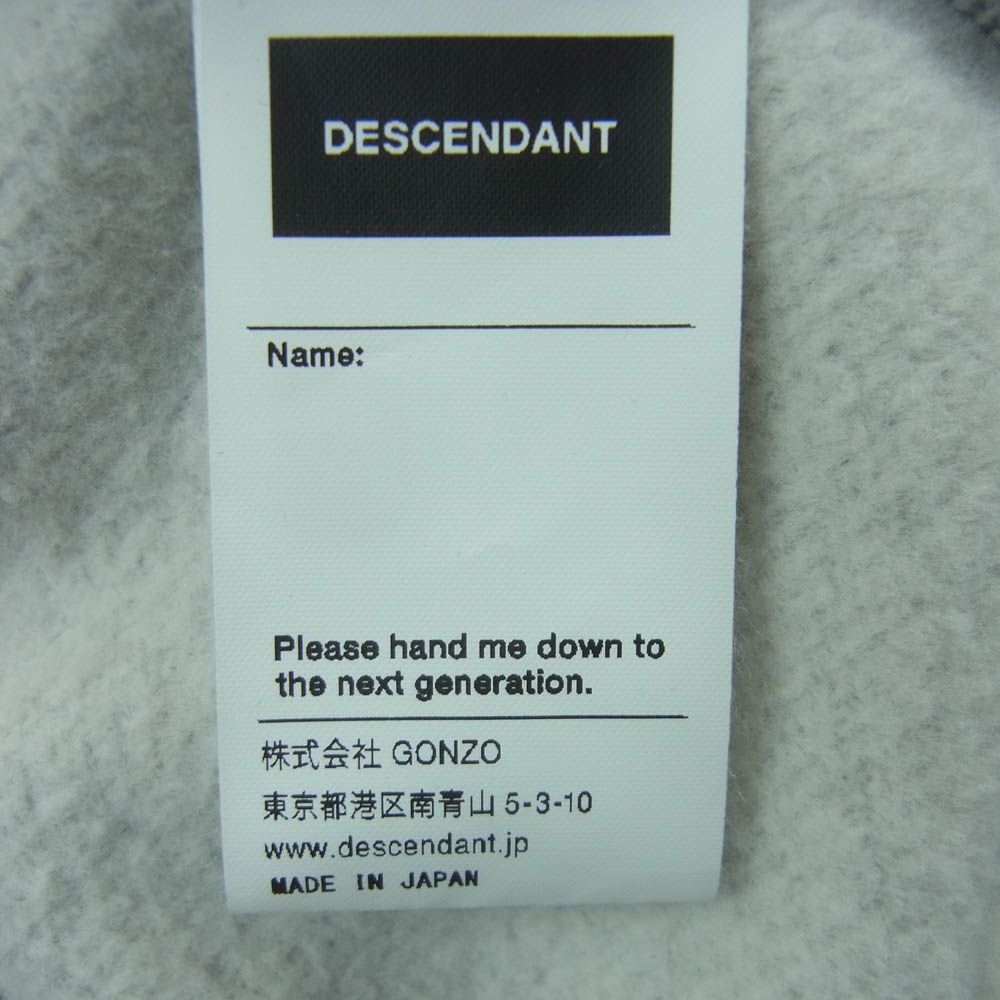 DESCENDANT
Name:
Please hand me down to
the next generation.
株式会社 GONZO
東京都港区南青山 5-3-10
www.descendant.jp
MADE IN JAPAN